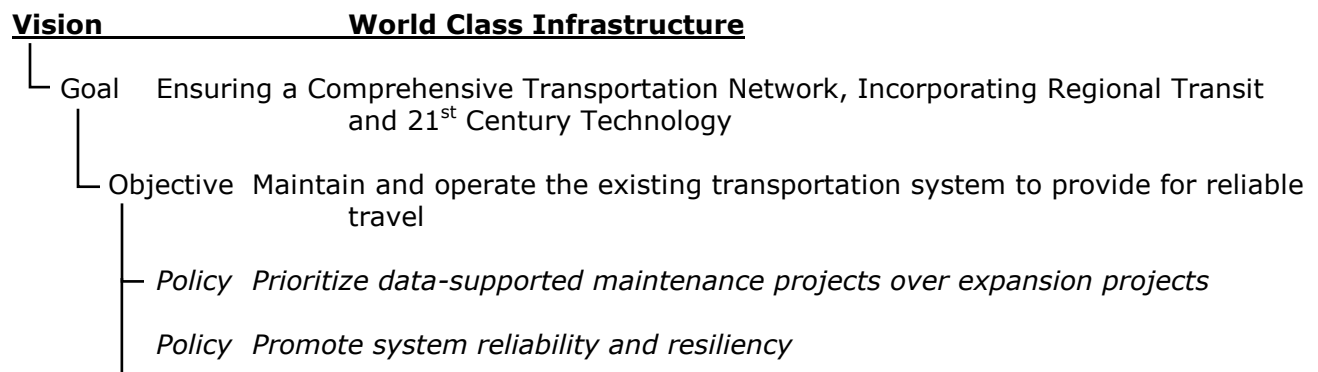 Vision World Class Infrastructure
Goal Ensuring a Comprehensive Transportation Network, Incorporating Regional Transit
and 21st Century Technology
Objective Maintain and operate the existing transportation system to provide for reliable
travel
Policy Prioritize data-supported maintenance projects over expansion projects
Policy Promote system reliability and resiliency